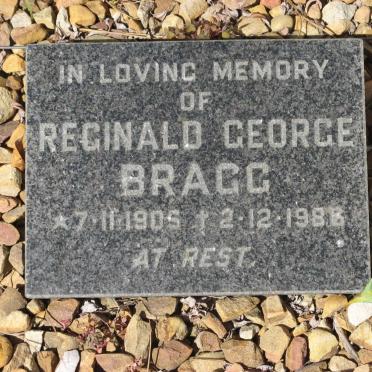 IN LOVING MEMORY
OF
REGINALD GEORGE
BRAGG
★7·11·1905 †2·12·1986
AT REST